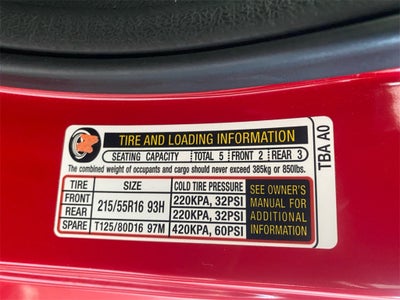 TIRE AND LOADING INFORMATION
SEATING CAPACITY TOTAL 5 FRONT 2 REAR 3
The combined weight of occupants and cargo should never exceed 385kg or 850lbs.
TIRE SIZE COLD TIRE PRESSURE
FRONT 215/55R16 93H 220KPA, 32PSI
REAR 220KPA, 32PSI
SPARE T125/80D16 97M 420KPA, 60PSI
SEE OWNER'S
MANUAL FOR
ADDITIONAL
INFORMATION
TBA A0